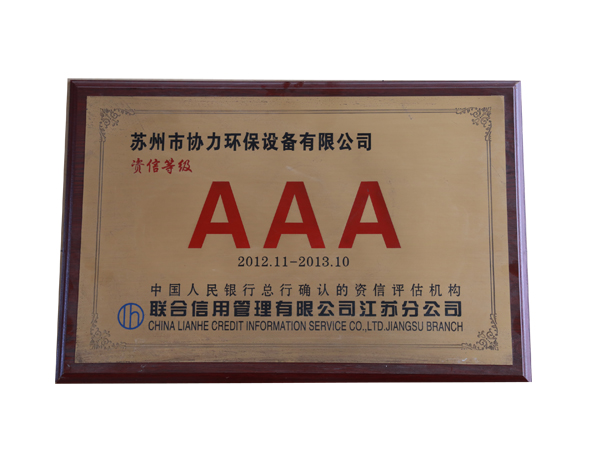 苏州市协力环保设备有限公司
资信等级
AAA
2012.11-2013.10
中国人民银行总行确认的资信评估机构
联合信用管理有限公司江苏分公司
CHINA LIANHE CREDIT INFORMATION SERVICE CO.,LTD.JIANGSU BRANCH